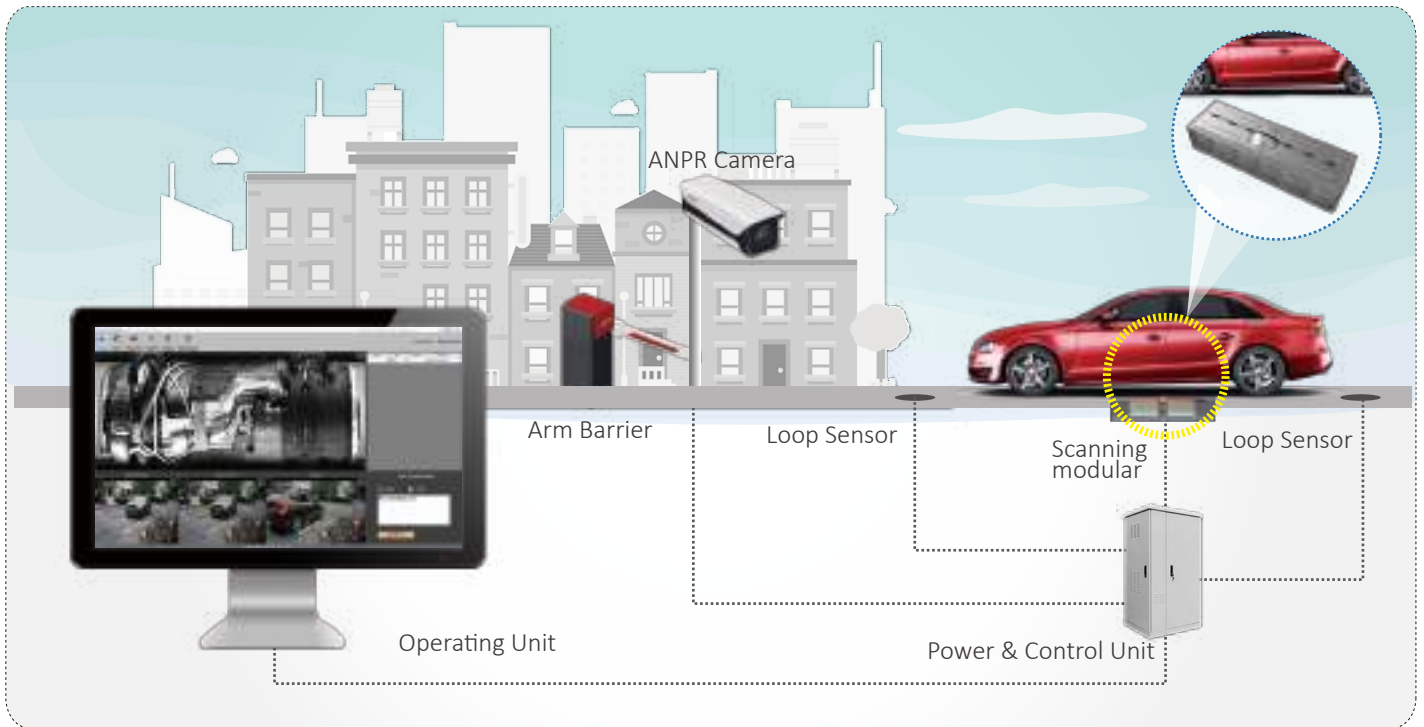 ANPR Camera
Arm Barrier
Loop Sensor
Scanning
modular
Loop Sensor
Operating Unit
Power & Control Unit